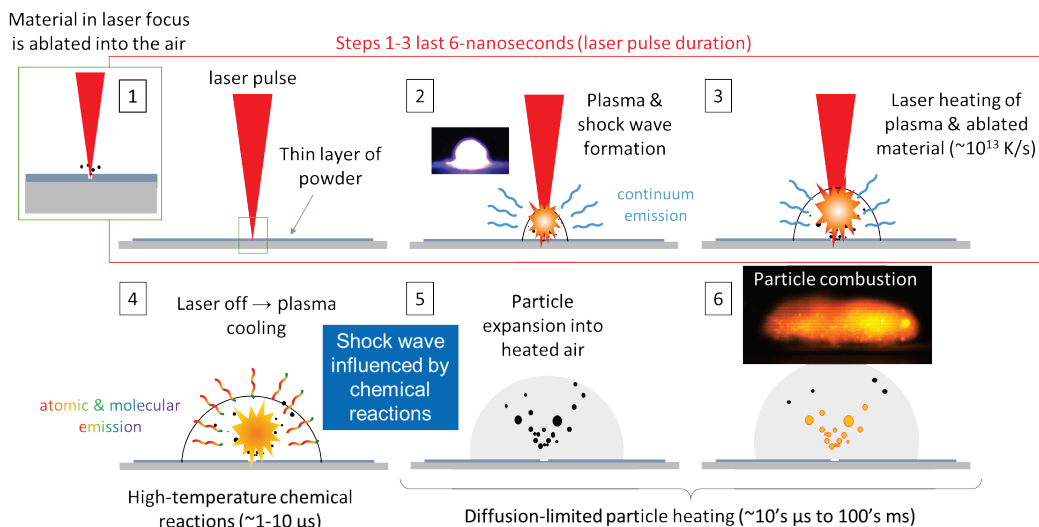 Material in laser focus
is ablated into the air
Steps 1-3 last 6-nanoseconds (laser pulse duration)
1
laser pulse
Thin layer of
powder
2
Plasma &
shock wave
formation
continuum
emission
3
Laser heating of
plasma & ablated
material (~10¹³ K/s)
4
Laser off → plasma
cooling
atomic & molecular
emission
High-temperature chemical
reactions (~1-10 µs)
Shock wave
influenced by
chemical
reactions
5
Particle
expansion into
heated air
6
Particle combustion
Diffusion-limited particle heating (~10's µs to 100's ms)